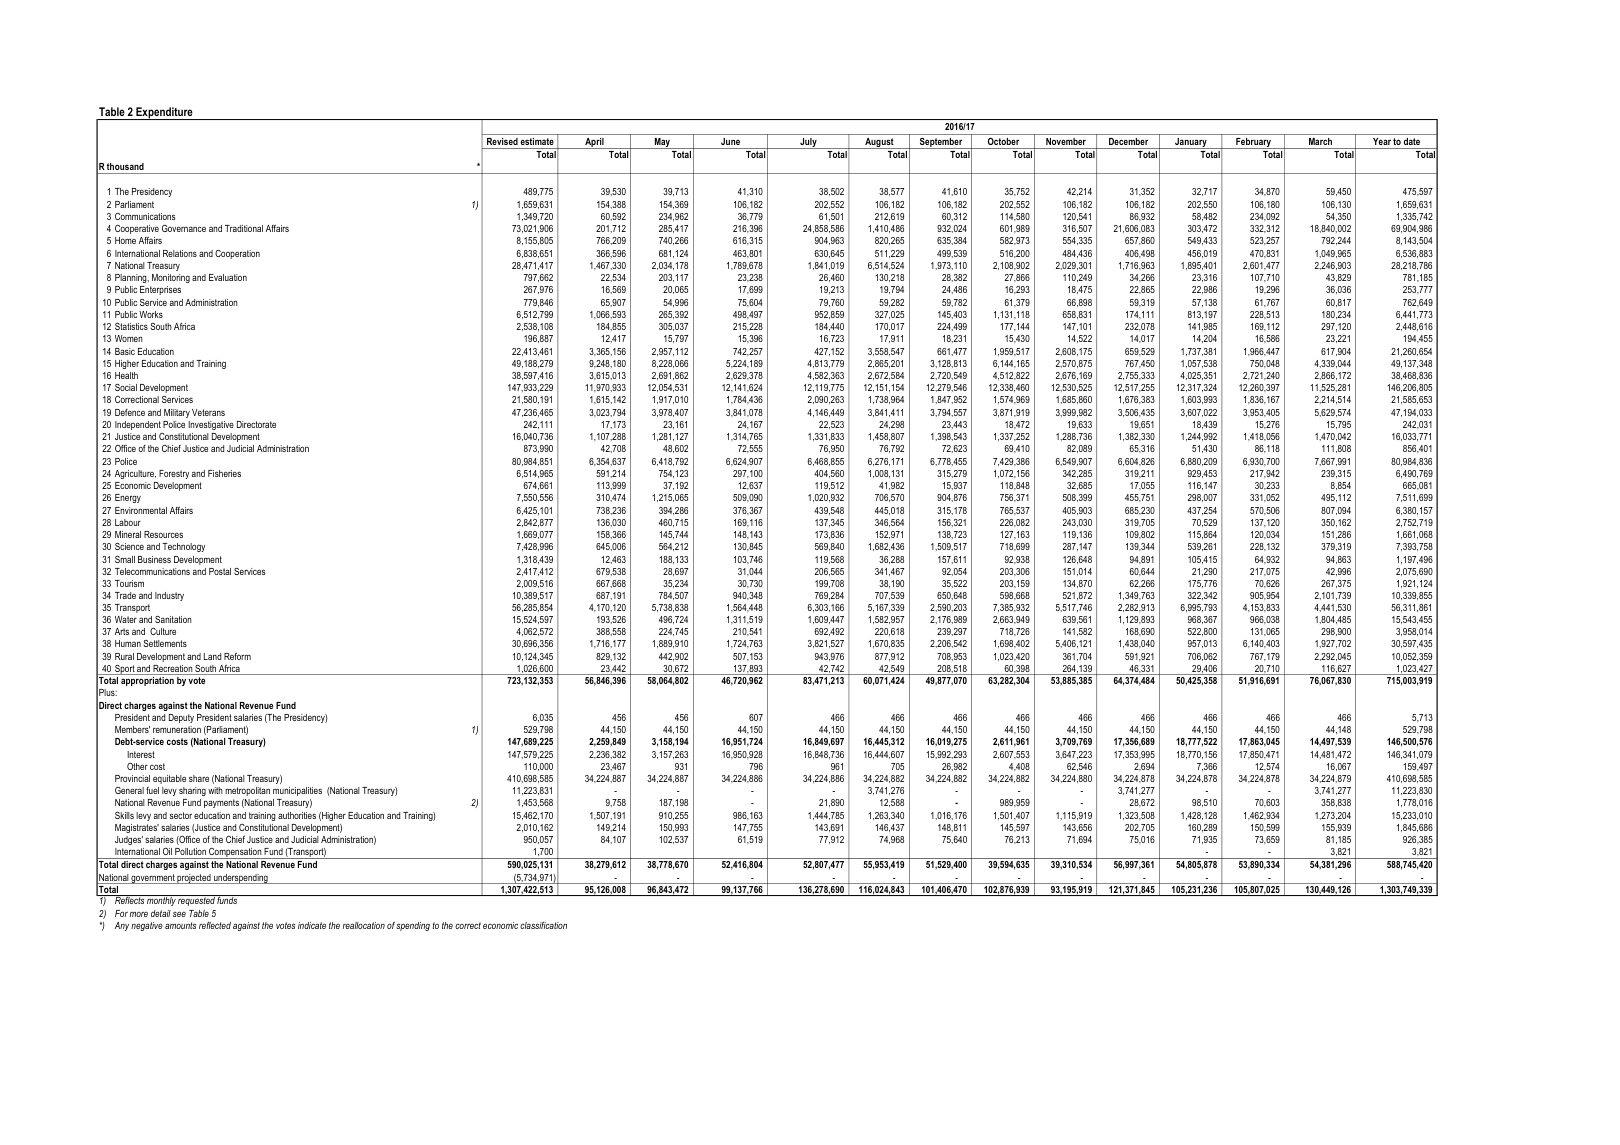 Table 2 Expenditure
2016/17
Revised estimate April May June July August September October November December January February March Year to date
Total Total Total Total Total Total Total Total Total Total Total Total Total Total
R thousand *
1 The Presidency 489,775 39,530 39,713 41,310 38,502 38,577 41,610 35,752 42,214 31,352 32,717 34,870 59,450 475,597
2 Parliament 1) 1,659,631 154,388 154,369 106,182 202,552 106,182 106,182 202,552 106,182 106,182 202,550 106,180 106,130 1,659,631
3 Communications 1,349,720 60,592 234,962 36,779 61,501 212,619 60,312 114,580 120,541 86,932 58,482 234,092 54,350 1,335,742
4 Cooperative Governance and Traditional Affairs 73,021,906 201,712 285,417 216,396 24,858,586 1,410,486 932,024 601,989 316,507 21,606,083 303,472 332,312 18,840,002 69,904,986
5 Home Affairs 8,155,805 766,209 740,266 616,315 904,963 820,265 635,384 582,973 554,335 657,860 549,433 523,257 792,244 8,143,504
6 International Relations and Cooperation 6,838,651 366,596 681,124 463,801 630,645 511,229 499,539 516,200 484,436 406,498 456,019 470,831 1,049,965 6,536,883
7 National Treasury 28,471,417 1,467,330 2,034,178 1,789,678 1,841,019 6,514,524 1,973,110 2,108,902 2,029,301 1,716,963 1,895,401 2,601,477 2,246,903 28,218,786
8 Planning, Monitoring and Evaluation 797,662 22,534 203,117 23,238 26,460 130,218 28,382 27,866 110,249 34,266 23,316 107,710 43,829 781,185
9 Public Enterprises 267,976 16,569 20,065 17,699 19,213 19,794 24,486 16,293 18,475 22,865 22,986 19,296 36,036 253,777
10 Public Service and Administration 779,846 65,907 54,996 75,604 79,760 59,282 59,782 61,379 66,898 59,319 57,138 61,767 60,817 762,649
11 Public Works 6,512,799 1,066,593 265,392 498,497 952,859 327,025 145,403 1,131,118 658,831 174,111 813,197 228,513 180,234 6,441,773
12 Statistics South Africa 2,538,108 184,855 305,037 215,228 184,440 170,017 224,499 177,144 147,101 232,078 141,985 169,112 297,120 2,448,616
13 Women 196,887 12,417 15,797 15,396 16,723 17,911 18,231 15,430 14,522 14,017 14,204 16,586 23,221 194,455
14 Basic Education 22,413,461 3,365,156 2,957,112 742,257 427,152 3,558,547 661,477 1,959,517 2,608,175 659,529 1,737,381 1,966,447 617,904 21,260,654
15 Higher Education and Training 49,188,279 9,248,180 8,228,066 5,224,189 4,813,779 2,865,201 3,128,813 6,144,165 2,570,875 767,450 1,057,538 750,048 4,339,044 49,137,348
16 Health 38,597,416 3,615,013 2,691,862 2,629,378 4,582,363 2,672,584 2,720,549 4,512,822 2,676,169 2,755,333 4,025,351 2,721,240 2,866,172 38,468,836
17 Social Development 147,933,229 11,970,933 12,054,531 12,141,624 12,119,775 12,151,154 12,279,546 12,338,460 12,530,525 12,517,255 12,317,324 12,260,397 11,525,281 146,206,805
18 Correctional Services 21,580,191 1,615,142 1,917,010 1,784,436 2,090,263 1,738,964 1,847,952 1,574,969 1,685,860 1,676,383 1,603,993 1,836,167 2,214,514 21,585,653
19 Defence and Military Veterans 47,236,465 3,023,794 3,978,407 3,841,078 4,146,449 3,841,411 3,794,557 3,871,919 3,999,982 3,506,435 3,607,022 3,953,405 5,629,574 47,194,033
20 Independent Police Investigative Directorate 242,111 17,173 23,161 24,167 22,523 24,298 23,443 18,472 19,633 19,651 18,439 15,276 15,795 242,031
21 Justice and Constitutional Development 16,040,736 1,107,288 1,281,127 1,314,765 1,331,833 1,458,807 1,398,543 1,337,252 1,288,736 1,382,330 1,244,992 1,418,056 1,470,042 16,033,771
22 Office of the Chief Justice and Judicial Administration 873,990 42,708 48,602 72,555 76,950 76,792 72,623 69,410 82,089 65,316 51,430 86,118 111,808 856,401
23 Police 80,984,851 6,354,637 6,418,792 6,624,907 6,468,855 6,276,171 6,778,455 7,429,386 6,549,907 6,604,826 6,880,209 6,930,700 7,667,991 80,984,836
24 Agriculture, Forestry and Fisheries 6,514,965 591,214 754,123 297,100 404,560 1,008,131 315,279 1,072,156 342,285 319,211 929,453 217,942 239,315 6,490,769
25 Economic Development 674,661 113,999 37,192 12,637 119,512 41,982 15,937 118,848 32,685 17,055 116,147 30,233 8,854 665,081
26 Energy 7,550,556 310,474 1,215,065 509,090 1,020,932 706,570 904,876 756,371 508,399 455,751 298,007 331,052 495,112 7,511,699
27 Environmental Affairs 6,425,101 738,236 394,286 376,367 439,548 445,018 315,178 765,537 405,903 685,230 437,254 570,506 807,094 6,380,157
28 Labour 2,842,877 136,030 460,715 169,116 137,345 346,564 156,321 226,082 243,030 319,705 70,529 137,120 350,162 2,752,719
29 Mineral Resources 1,669,077 158,366 145,744 148,143 173,836 152,971 138,723 127,163 119,136 109,802 115,864 120,034 151,286 1,661,068
30 Science and Technology 7,428,996 645,006 564,212 130,845 569,840 1,682,436 1,509,517 718,699 287,147 139,344 539,261 228,132 379,319 7,393,758
31 Small Business Development 1,318,439 12,463 188,133 103,746 119,568 36,288 157,611 92,938 126,648 94,891 105,415 64,932 94,863 1,197,496
32 Telecommunications and Postal Services 2,417,412 679,538 28,697 31,044 206,565 341,467 92,054 203,306 151,014 60,644 21,290 217,075 42,996 2,075,690
33 Tourism 2,009,516 667,668 35,234 30,730 199,708 38,190 35,522 203,159 134,870 62,266 175,776 70,626 267,375 1,921,124
34 Trade and Industry 10,389,517 687,191 784,507 940,348 769,284 707,539 650,648 598,668 521,872 1,349,763 322,342 905,954 2,101,739 10,339,855
35 Transport 56,285,854 4,170,120 5,738,838 1,564,448 6,303,166 5,167,339 2,590,203 7,385,932 5,517,746 2,282,913 6,995,793 4,153,833 4,441,530 56,311,861
36 Water and Sanitation 15,524,597 193,526 496,724 1,311,519 1,609,447 1,582,655 2,176,989 2,663,949 639,561 1,129,893 968,367 966,038 1,804,485 15,543,455
37 Arts and Culture 4,062,572 388,558 224,745 210,541 692,492 220,618 239,297 718,726 141,582 168,690 522,800 131,065 298,900 3,958,014
38 Human Settlements 30,696,356 1,716,177 1,889,910 1,724,763 3,821,527 1,670,835 2,206,542 1,698,402 5,406,121 1,438,040 957,013 6,140,403 1,927,702 30,597,435
39 Rural Development and Land Reform 10,124,345 829,132 442,902 507,153 943,976 877,912 708,953 1,023,420 361,704 591,921 706,062 767,179 2,292,045 10,052,359
40 Sport and Recreation South Africa 1,026,600 23,442 30,672 137,893 42,742 42,549 208,518 60,398 264,139 46,331 29,406 20,710 116,627 1,023,427
Total appropriation by vote 723,132,353 56,846,396 58,064,802 46,720,962 83,471,213 60,071,424 49,877,070 63,282,304 53,885,385 64,374,484 50,425,358 51,916,691 76,067,830 715,003,919
Plus:
Direct charges against the National Revenue Fund
President and Deputy President salaries (The Presidency) 6,035 456 456 607 466 466 466 466 466 466 466 466 466 5,713
Members' remuneration (Parliament) 1) 529,798 44,150 44,150 44,150 44,150 44,150 44,150 44,150 44,150 44,150 44,150 44,150 44,148 529,798
Debt-service costs (National Treasury) 147,689,225 2,259,849 3,158,194 16,951,724 16,849,697 16,445,312 16,019,275 2,611,961 3,709,769 17,356,689 18,777,522 17,863,045 14,497,539 146,500,576
Interest 147,579,225 2,236,382 3,157,263 16,950,928 16,848,736 16,444,607 15,992,293 2,607,553 3,647,223 17,353,995 18,770,156 17,850,471 14,481,472 146,341,079
Other cost 110,000 23,467 931 796 961 705 26,982 4,408 62,546 2,694 7,366 12,574 16,067 159,497
Provincial equitable share (National Treasury) 410,698,585 34,224,887 34,224,887 34,224,886 34,224,886 34,224,882 34,224,882 34,224,882 34,224,880 34,224,878 34,224,878 34,224,878 34,224,879 410,698,585
General fuel levy sharing with metropolitan municipalities (National Treasury) 11,223,831 - - - - 3,741,276 - - - 3,741,277 - - 3,741,277 11,223,830
National Revenue Fund payments (National Treasury) 2) 1,453,568 9,758 187,198 - 21,890 12,588 - 989,959 - 28,672 98,510 70,603 358,838 1,778,016
Skills levy and sector education and training authorities (Higher Education and Training) 15,462,170 1,507,191 910,255 986,163 1,444,785 1,263,340 1,016,176 1,501,407 1,115,919 1,323,508 1,428,128 1,462,934 1,273,204 15,233,010
Magistrates' salaries (Justice and Constitutional Development) 2,010,162 149,214 150,993 147,755 143,691 146,437 148,811 145,597 143,656 202,705 160,289 150,599 155,939 1,845,686
Judges' salaries (Office of the Chief Justice and Judicial Administration) 950,057 84,107 102,537 61,519 77,912 74,968 75,640 76,213 71,694 75,016 71,935 73,659 81,185 926,385
International Oil Pollution Compensation Fund (Transport) 1,700 - - 3,821 3,821
Total direct charges against the National Revenue Fund 590,025,131 38,279,612 38,778,670 52,416,804 52,807,477 55,953,419 51,529,400 39,594,635 39,310,534 56,997,361 54,805,878 53,890,334 54,381,296 588,745,420
National government projected underspending (5,734,971) - - - - - - - - - - - - -
Total 1,307,422,513 95,126,008 96,843,472 99,137,766 136,278,690 116,024,843 101,406,470 102,876,939 93,195,919 121,371,845 105,231,236 105,807,025 130,449,126 1,303,749,339
1) Reflects monthly requested funds
2) For more detail see Table 5
*) Any negative amounts reflected against the votes indicate the reallocation of spending to the correct economic classification